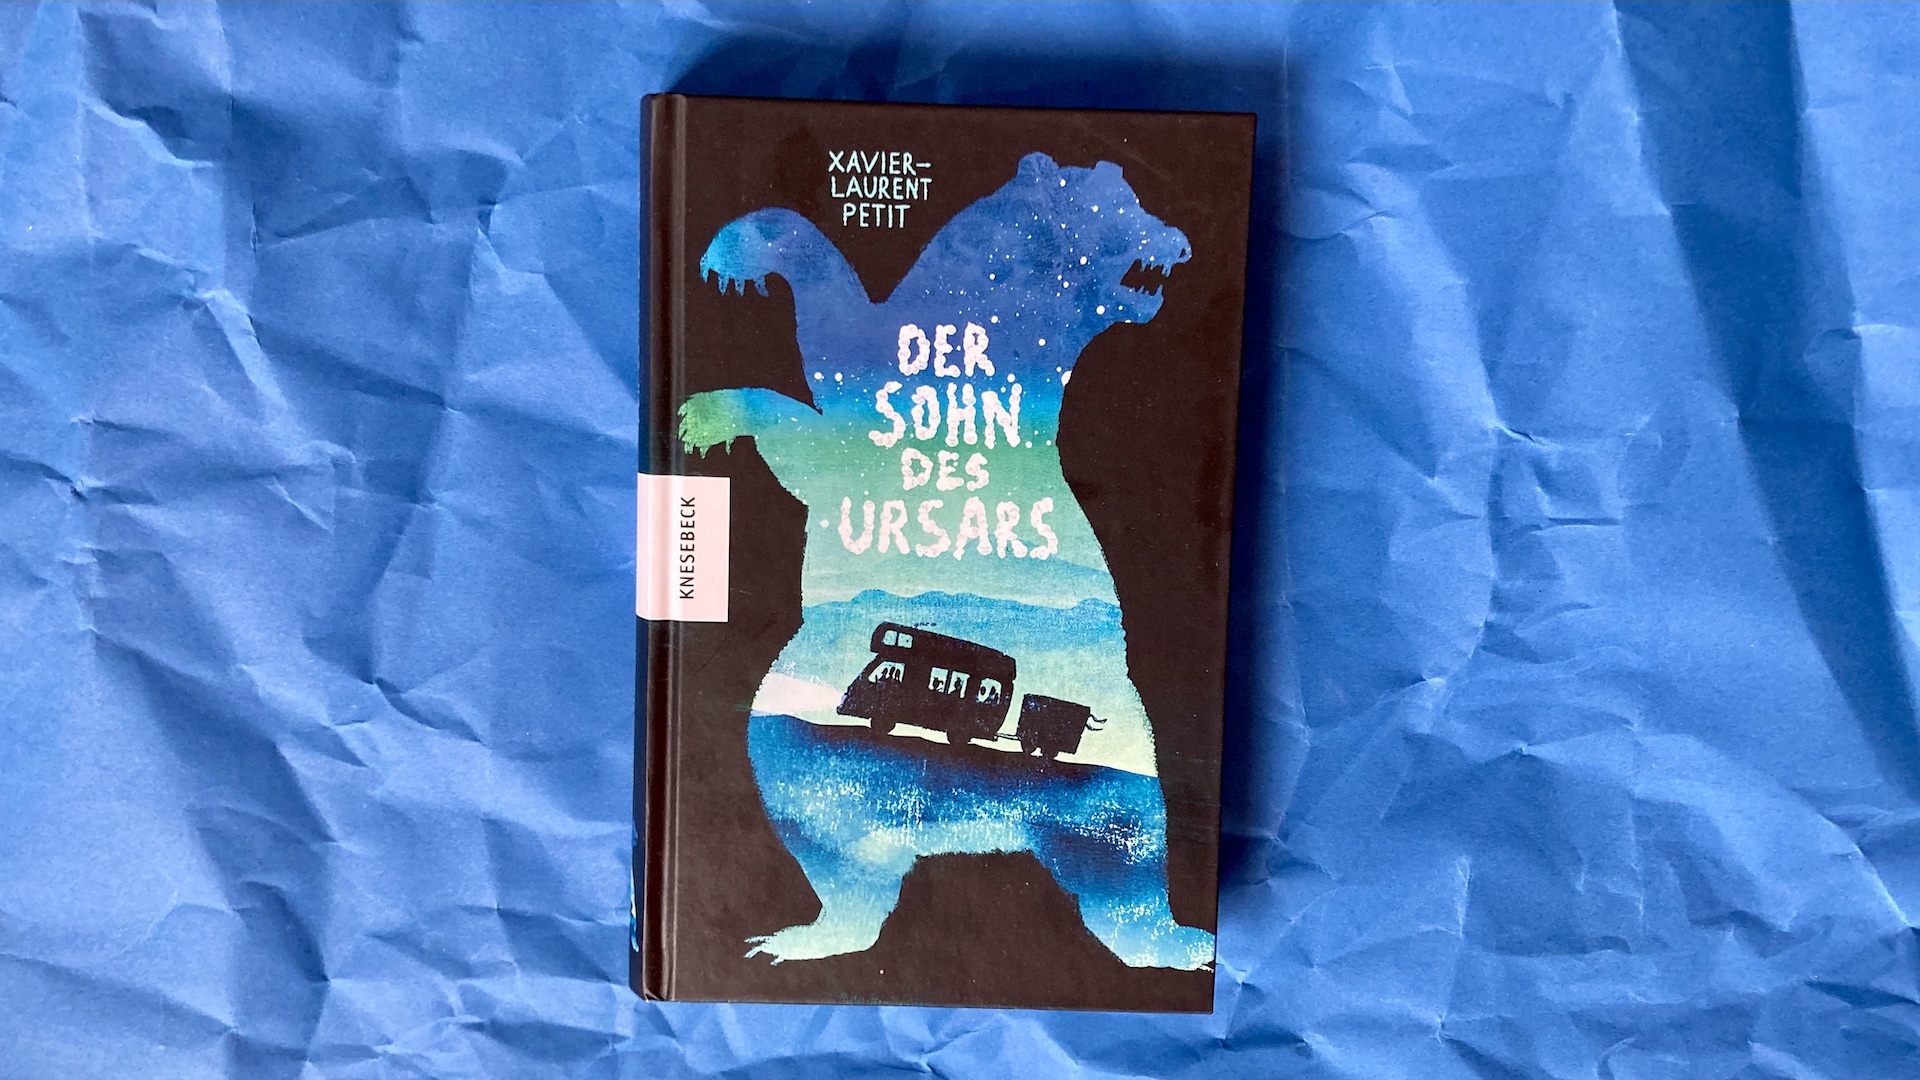 XAVIER-
LAURENT
PETIT
DER
SOHN
DES
URSARS
KNESEBECK